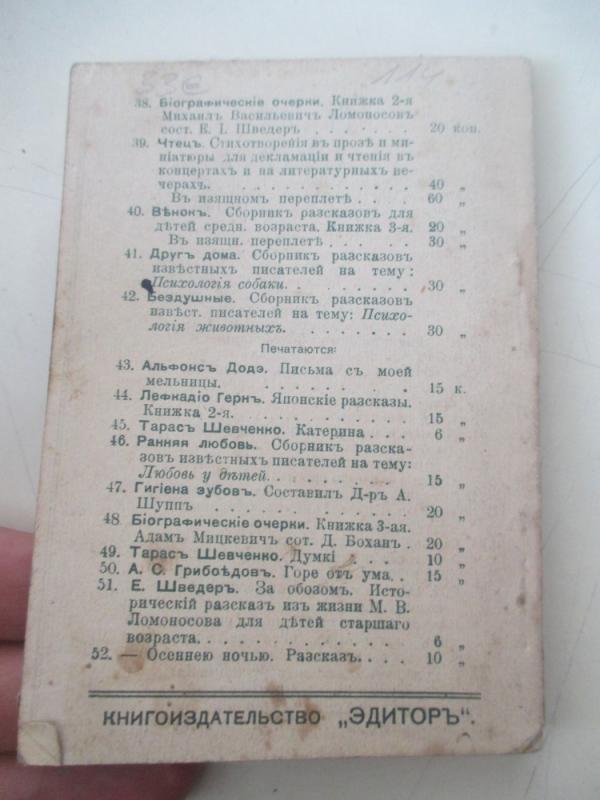 336 114
38. Біографическіе очерки. Книжка 2-я
Михаилъ Васильевичъ Ломоносовъ
сост. Е. І. Шведеръ . . . . . . . 20 коп.
39. Чтецъ. Стихотворенія въ прозѣ и ми-
ніатюры для декламаціи и чтенія въ
концертахъ и на литературныхъ ве-
черахъ. . . . . . . . . . . 40 „
Въ изящномъ переплетѣ . . . 60 „
40. Вѣнокъ. Сборникъ разсказовъ для
дѣтей средн. возраста. Книжка 3-я. 20 „
Въ изящн. переплетѣ . . . . 30 „
41. Другъ дома. Сборникъ разсказовъ
извѣстныхъ писателей на тему:
Психологія собаки. . . . . . . 30 „
42. Бездушные. Сборникъ разсказовъ
извѣст. писателей на тему: Психо-
логія животныхъ. . . . . . . 30 „
Печатаются:
43. Альфонсъ Додэ. Письма съ моей
мельницы. . . . . . . . . 15 к.
44. Лефкадіо Гернъ. Японскіе разсказы.
Книжка 2-я. . . . . . . . . 15 „
45. Тарасъ Шевченко. Катерина . . . 6 „
46. Ранняя любовь. Сборникъ разска-
зовъ извѣстныхъ писателей на тему:
Любовь у дѣтей. . . . . . . 15 „
47. Гигіена зубовъ. Составилъ Д-ръ А.
Шуппъ . . . . . . . . . 20 „
48 Біографическіе очерки. Книжка 3-ая.
Адамъ Мицкевичъ сот. Д. Боханъ . 20 „
49. Тарасъ Шевченко. Думкі . . . 10 „
50. А. С. Грибоѣдовъ. Горе отъ ума. . 15 „
51. Е. Шведеръ. За обозомъ. Исто-
рическій разсказъ изъ жизни М. В.
Ломоносова для дѣтей старшаго
возраста. . . . . . . . . . 6 „
52. — Осеннею ночью. Разсказъ. . . . 10 „
КНИГОИЗДАТЕЛЬСТВО „ЭДИТОРЪ“.